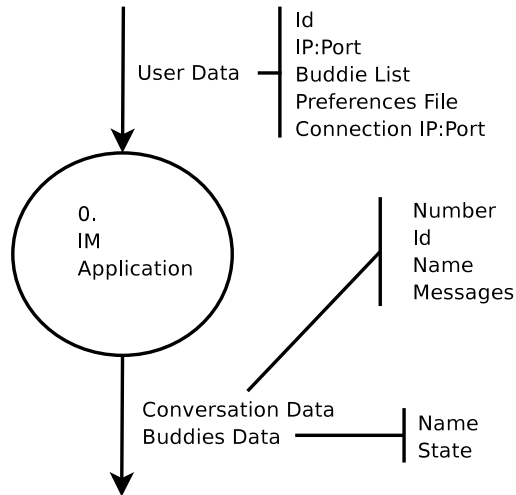 Id
IP:Port
User Data
Buddie List
Preferences File
Connection IP:Port
0.
IM
Application
Number
Id
Name
Messages
Conversation Data
Buddies Data
Name
State